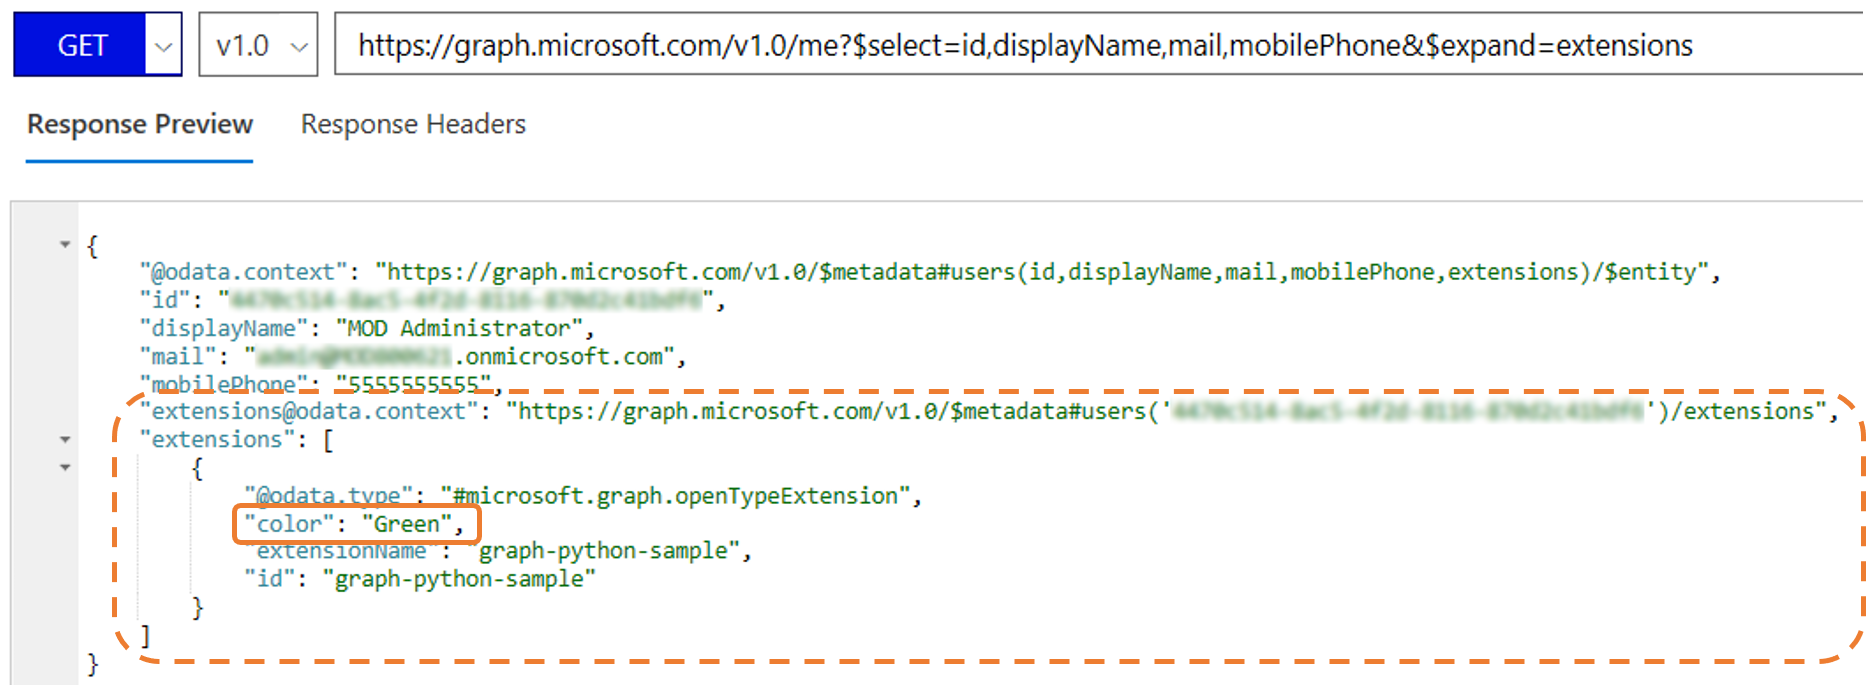 GET v1.0 https://graph.microsoft.com/v1.0/me?$select=id,displayName,mail,mobilePhone&$expand=extensions
Response Preview Response Headers
{
"@odata.context": "https://graph.microsoft.com/v1.0/$metadata#users(id,displayName,mail,mobilePhone,extensions)/$entity",
"id": "",
"displayName": "MOD Administrator",
"mail": ".onmicrosoft.com",
"mobilePhone": "5555555555",
"extensions@odata.context": "https://graph.microsoft.com/v1.0/$metadata#users('')/extensions",
"extensions": [
{
"@odata.type": "#microsoft.graph.openTypeExtension",
"color": "Green",
"extensionName": "graph-python-sample",
"id": "graph-python-sample"
}
]
}